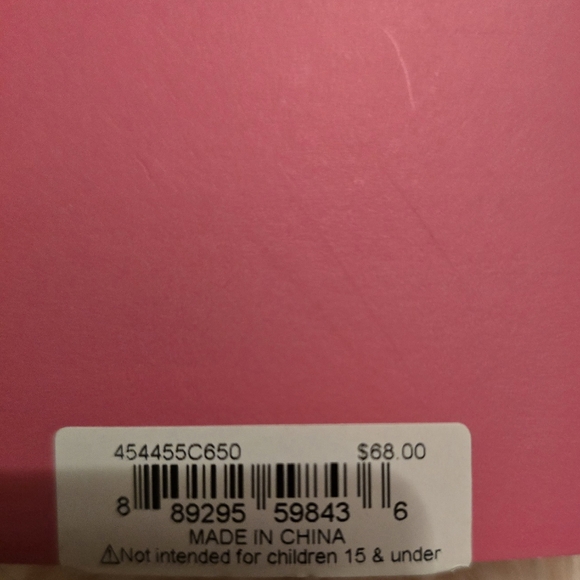 454455C650 $68.00
8 89295 59843 6
MADE IN CHINA
⚠Not intended for children 15 & under